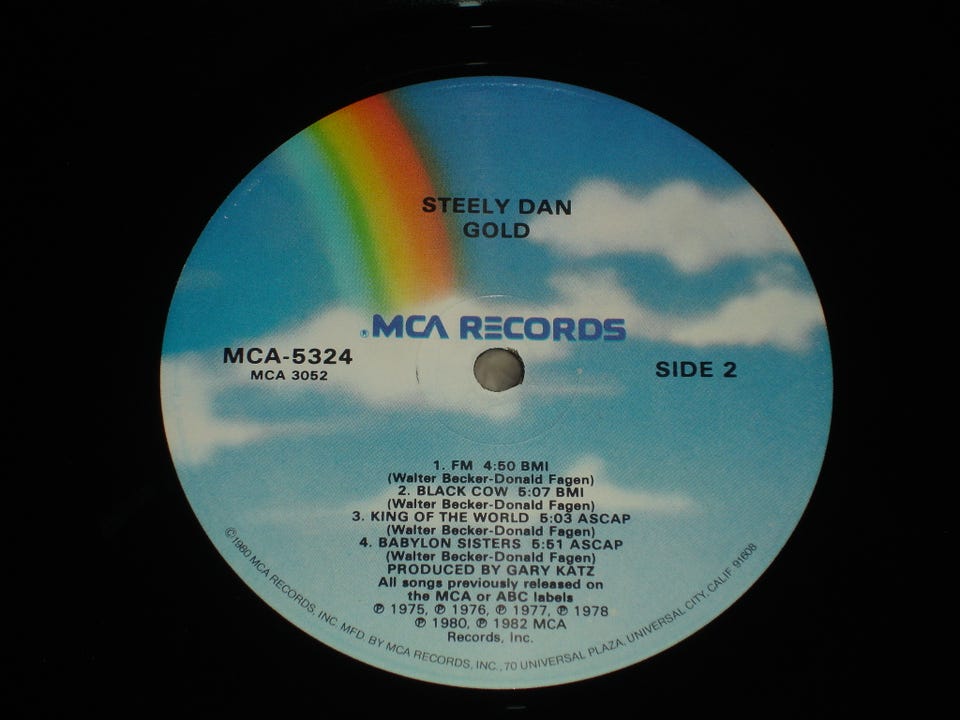 STEELY DAN
GOLD
®MCA RECORDS
MCA-5324
MCA 3052
SIDE 2
1. FM 4:50 BMI
(Walter Becker-Donald Fagen)
2. BLACK COW 5:07 BMI
(Walter Becker-Donald Fagen)
3. KING OF THE WORLD 5:03 ASCAP
(Walter Becker-Donald Fagen)
4. BABYLON SISTERS 5:51 ASCAP
(Walter Becker-Donald Fagen)
PRODUCED BY GARY KATZ
All songs previously released on
the MCA or ABC labels
℗ 1975, ℗ 1976, ℗ 1977, ℗ 1978
℗ 1980, ℗ 1982 MCA
Records, Inc.
©1980 MCA RECORDS, INC. MFD. BY MCA RECORDS, INC., 70 UNIVERSAL PLAZA, UNIVERSAL CITY, CALIF 91608